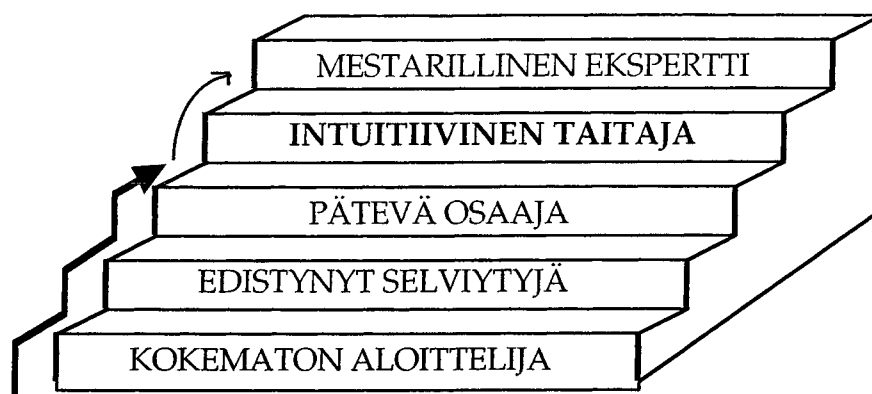 MESTARILLINEN EKSPERTTI
INTUITIIVINEN TAITAJA
PÄTEVÄ OSAAJA
EDISTYNYT SELVIYTYJÄ
KOKEMATON ALOITTELIJA